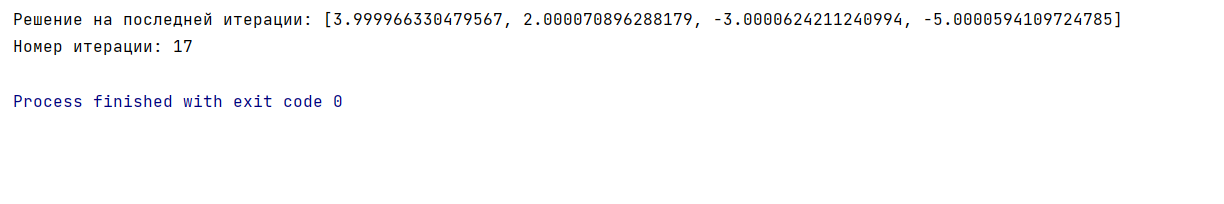 Решение на последней итерации: [3.999966330479567, 2.000070896288179, -3.0000624211240994, -5.0000594109724785]
Номер итерации: 17
Process finished with exit code 0